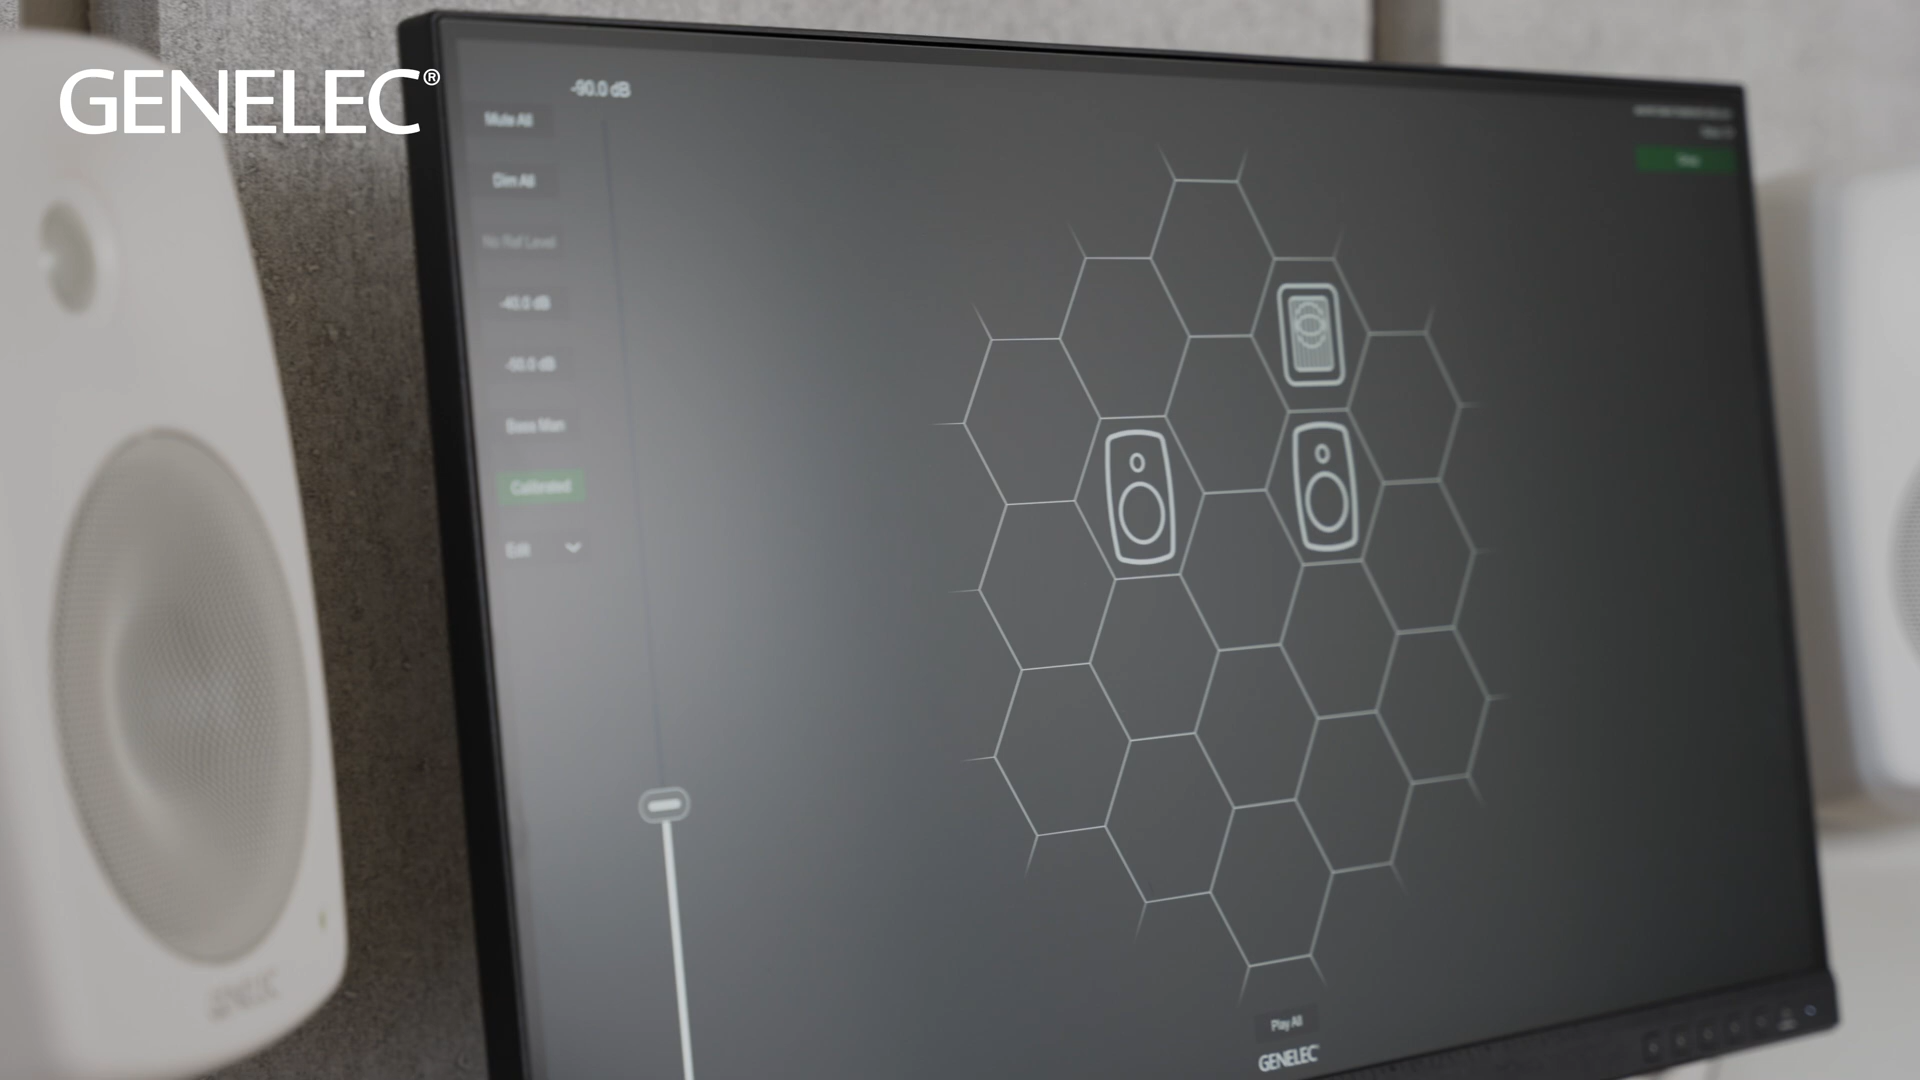 GENELEC®
-90.0 dB
Mute All
Dim All
No Ref Level
-40.0 dB
-50.0 dB
Bass Man
Calibrated
Edit
Play All
GENELEC
GENELEC